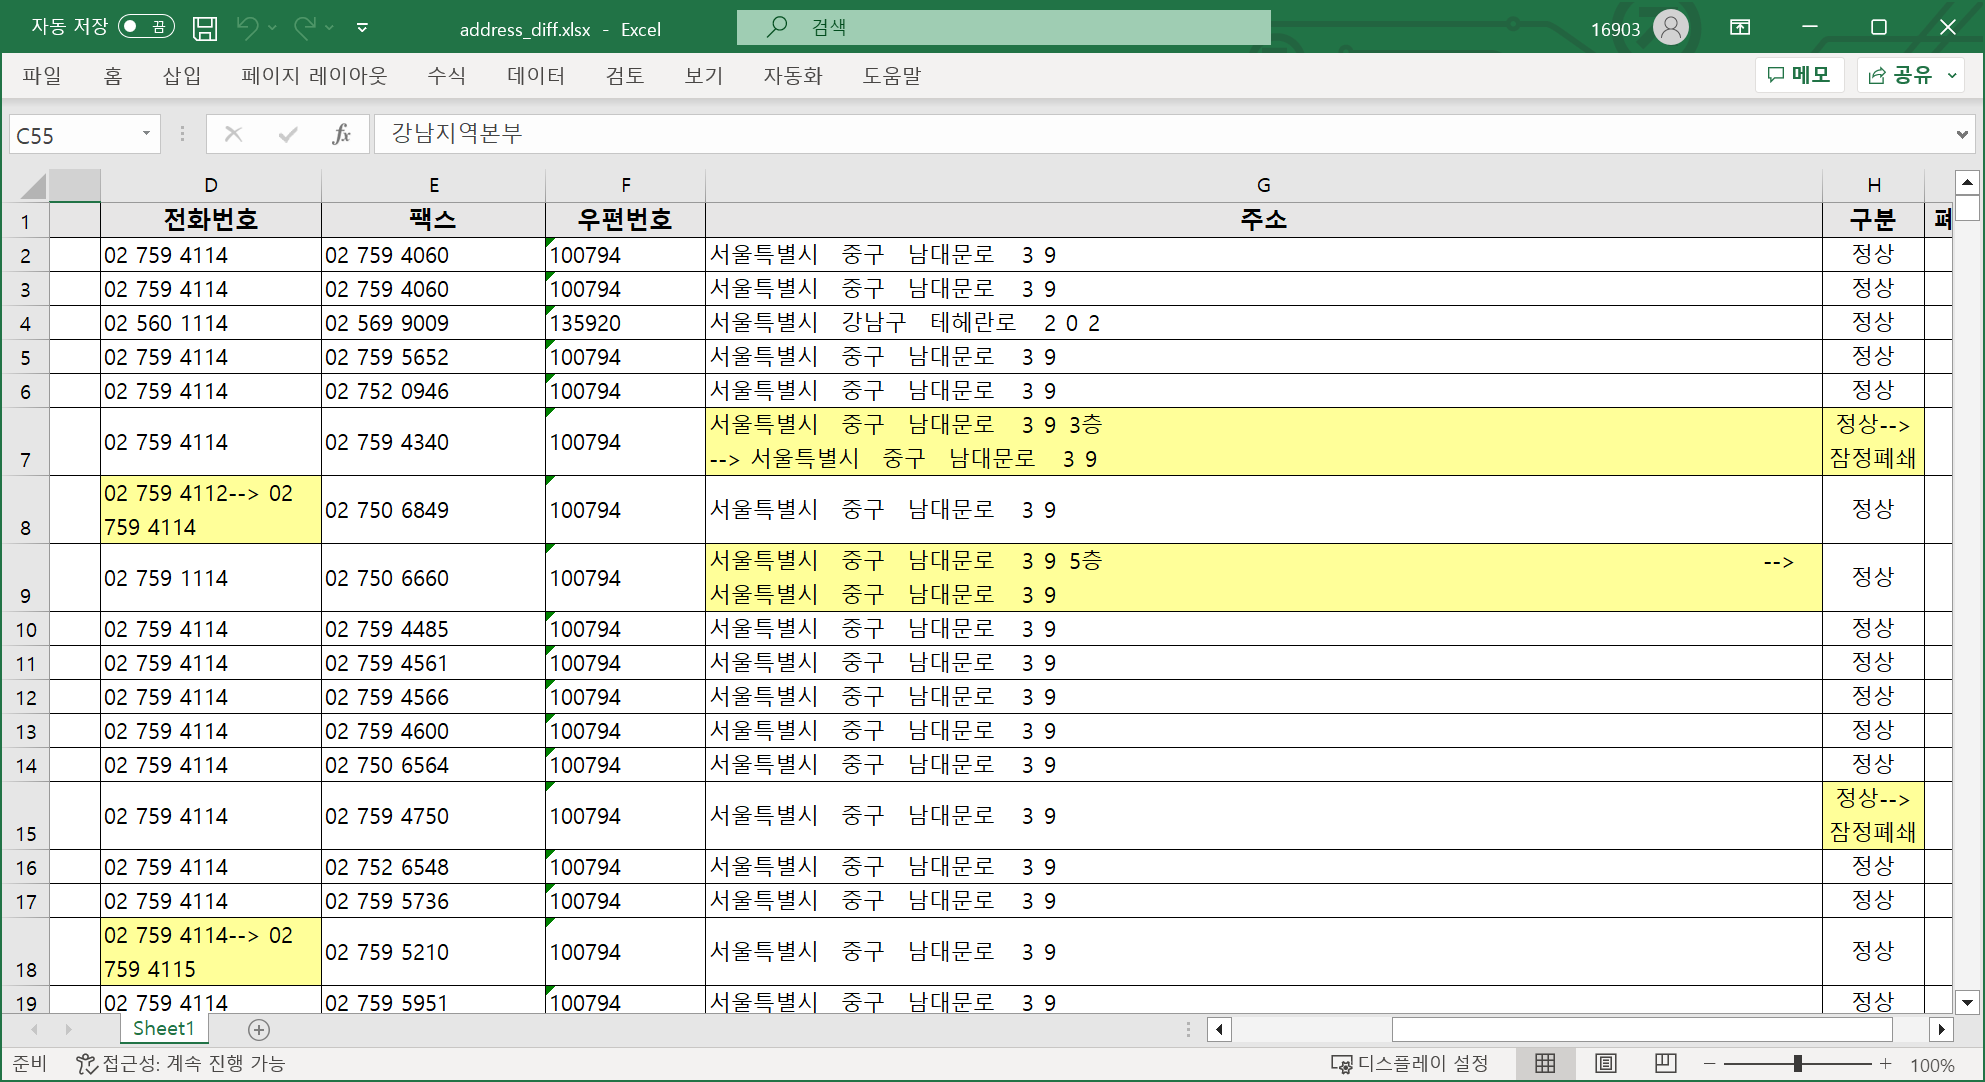 자동 저장 끔 address_diff.xlsx - Excel 검색 16903
파일 홈 삽입 페이지 레이아웃 수식 데이터 검토 보기 자동화 도움말 메모 공유
C55 fx 강남지역본부
D E F G H
1 전화번호 팩스 우편번호 주소 구분
2 02 759 4114 02 759 4060 100794 서울특별시 중구 남대문로 3 9 정상
3 02 759 4114 02 759 4060 100794 서울특별시 중구 남대문로 3 9 정상
4 02 560 1114 02 569 9009 135920 서울특별시 강남구 테헤란로 2 0 2 정상
5 02 759 4114 02 759 5652 100794 서울특별시 중구 남대문로 3 9 정상
6 02 759 4114 02 752 0946 100794 서울특별시 중구 남대문로 3 9 정상
7 02 759 4114 02 759 4340 100794 서울특별시 중구 남대문로 3 9 3층 정상-->
--> 서울특별시 중구 남대문로 3 9 잠정폐쇄
8 02 759 4112--> 02 02 750 6849 100794 서울특별시 중구 남대문로 3 9 정상
759 4114
9 02 759 1114 02 750 6660 100794 서울특별시 중구 남대문로 3 9 5층 --> 정상
서울특별시 중구 남대문로 3 9
10 02 759 4114 02 759 4485 100794 서울특별시 중구 남대문로 3 9 정상
11 02 759 4114 02 759 4561 100794 서울특별시 중구 남대문로 3 9 정상
12 02 759 4114 02 759 4566 100794 서울특별시 중구 남대문로 3 9 정상
13 02 759 4114 02 759 4600 100794 서울특별시 중구 남대문로 3 9 정상
14 02 759 4114 02 750 6564 100794 서울특별시 중구 남대문로 3 9 정상
15 02 759 4114 02 759 4750 100794 서울특별시 중구 남대문로 3 9 정상-->
잠정폐쇄
16 02 759 4114 02 752 6548 100794 서울특별시 중구 남대문로 3 9 정상
17 02 759 4114 02 759 5736 100794 서울특별시 중구 남대문로 3 9 정상
18 02 759 4114--> 02 02 759 5210 100794 서울특별시 중구 남대문로 3 9 정상
759 4115
19 02 759 4114 02 759 5951 100794 서울특별시 중구 남대문로 3 9 정상
Sheet1
준비 접근성: 계속 진행 가능 디스플레이 설정 100%